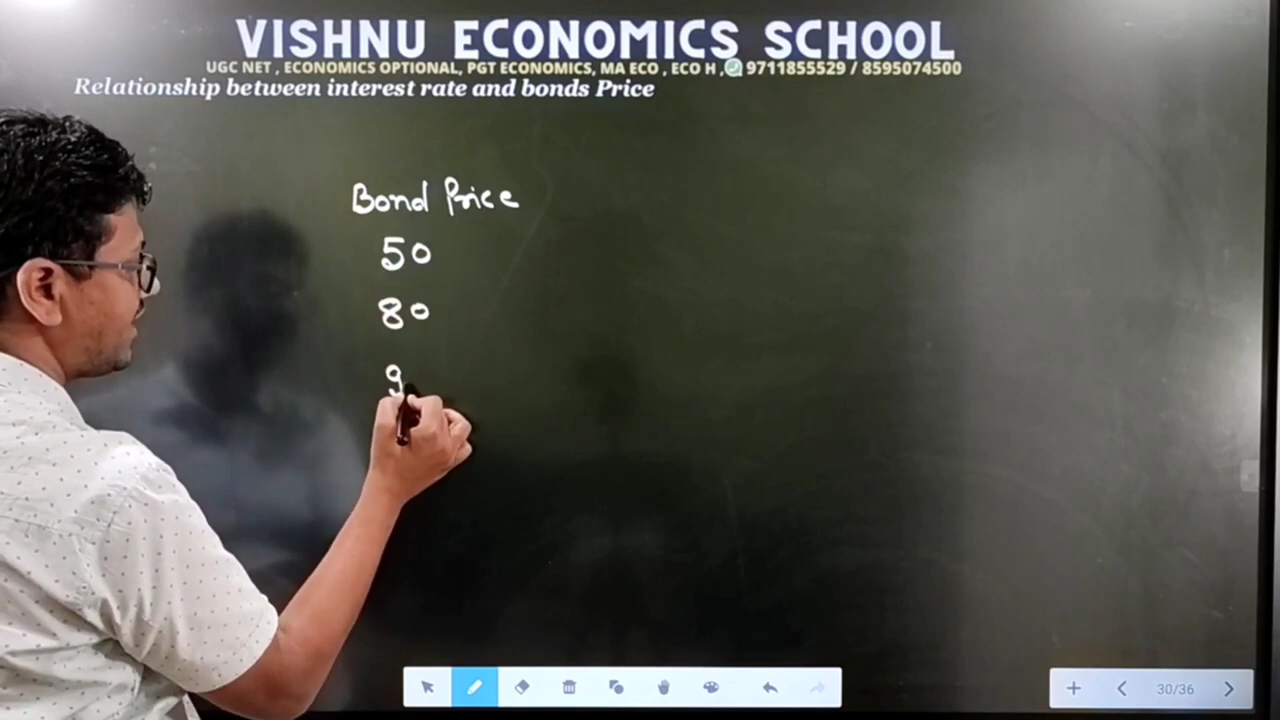 VISHNU ECONOMICS SCHOOL
UGC NET , ECONOMICS OPTIONAL, PGT ECONOMICS, MA ECO , ECO H , 9711855529 / 8595074500
Relationship between interest rate and bonds Price
Bond Price
50
80
9
30/36